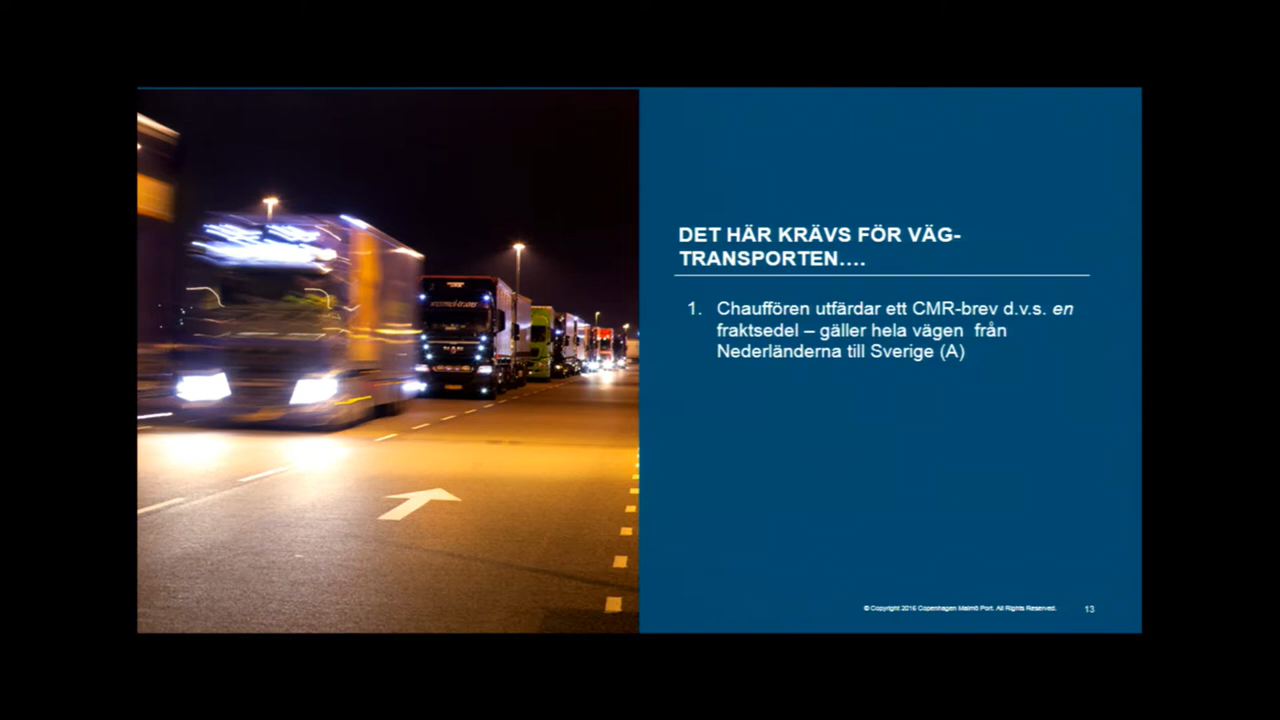 DET HÄR KRÄVS FÖR VÄG-
TRANSPORTEN....
1. Chauffören utfärdar ett CMR-brev d.v.s. en
fraktsedel – gäller hela vägen från
Nederländerna till Sverige (A)
© Copyright 2016 Copenhagen Malmö Port. All Rights Reserved.
13